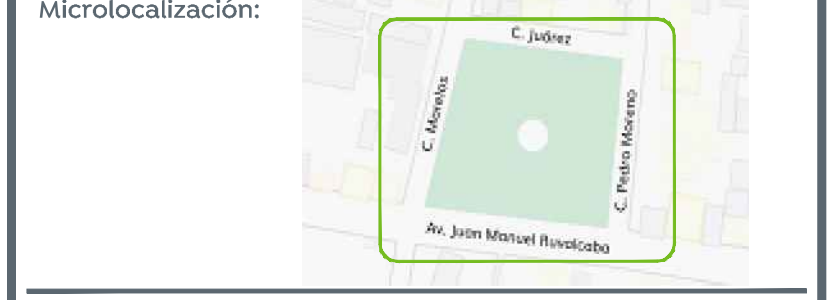 Microlocalización:
C. Juárez
C. Morelos
C. Pedro Moreno
Av. Juan Manuel Ruvalcaba